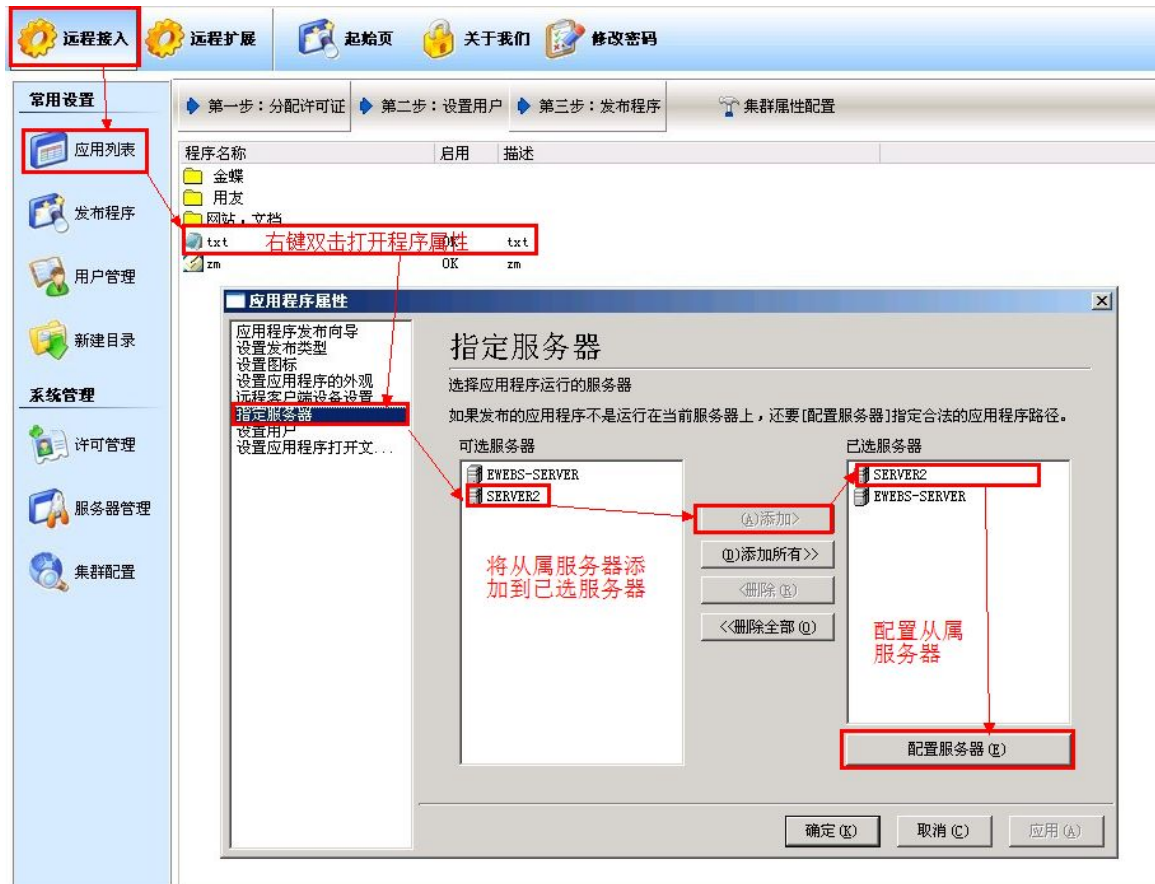 远程接入 远程扩展 起始页 关于我们 修改密码
常用设置
第一步：分配许可证 第二步：设置用户 第三步：发布程序 集群属性配置
应用列表
程序名称 启用 描述
金蝶
用友
网站，文档
txt 右键双击打开程序属性 OK txt
zm OK zm
发布程序
用户管理
新建目录
系统管理
许可管理
服务器管理
集群配置
应用程序属性
应用程序发布向导
设置发布类型
设置图标
设置应用程序的外观
远程客户端设备设置
指定服务器
设置用户
设置应用程序打开文...
指定服务器
选择应用程序运行的服务器
如果发布的应用程序不是运行在当前服务器上，还要[配置服务器]指定合法的应用程序路径。
可选服务器 已选服务器
EWEBS-SERVER
SERVER2
SERVER2
EWEBS-SERVER
(A)添加>
(D)添加所有>>
<删除(R)
<<删除全部(Q)
将从属服务器添
加到已选服务器
配置从属
服务器
配置服务器(E)
确定(K) 取消(C) 应用(A)